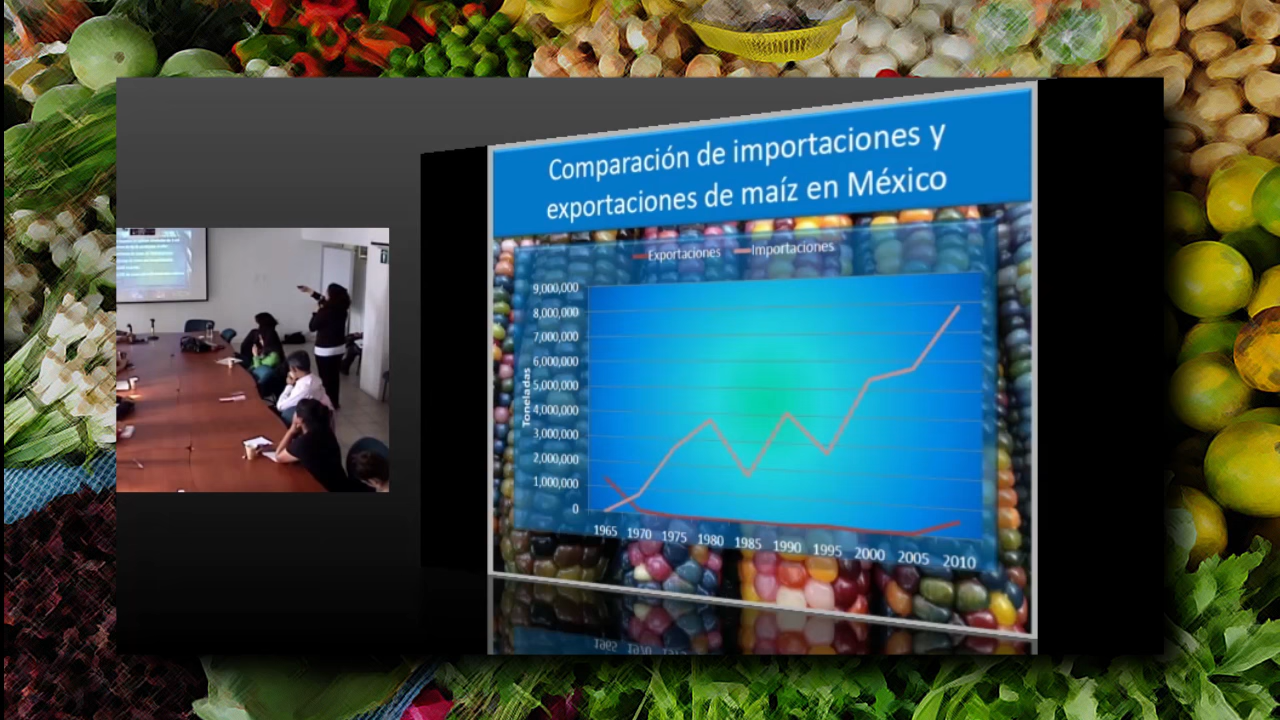 Comparación de importaciones y
exportaciones de maíz en México
Exportaciones Importaciones
Toneladas
9,000,000
8,000,000
7,000,000
6,000,000
5,000,000
4,000,000
3,000,000
2,000,000
1,000,000
0
1965 1970 1975 1980 1985 1990 1995 2000 2005 2010